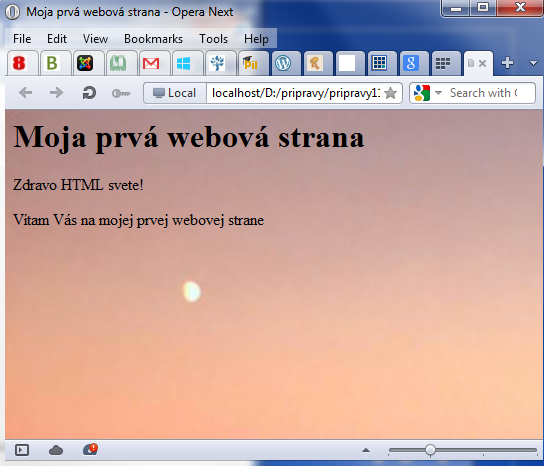 Moja prvá webová strana - Opera Next
File Edit View Bookmarks Tools Help
Local localhost/D:/pripravy/pripravy1 Search with
Moja prvá webová strana
Zdravo HTML svete!
Vitam Vás na mojej prvej webovej strane